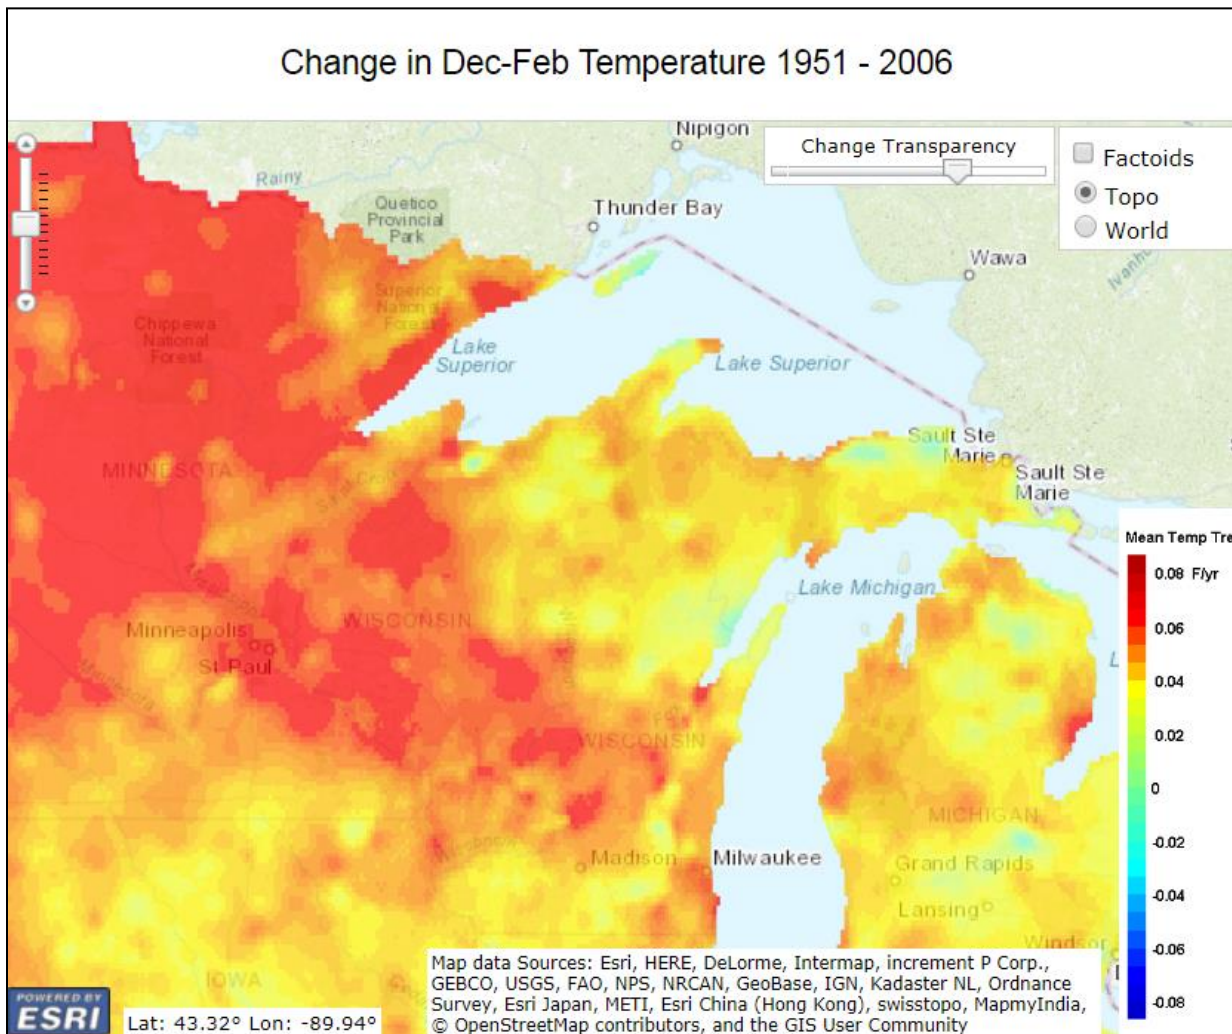 Change in Dec-Feb Temperature 1951 - 2006
Nipigon
Change Transparency
Factoids
Topo
World
Rainy
Quetico
Provincial
Park
Thunder Bay
Wawa
Superior
National
Forest
Chippewa
National
Forest
Lake
Superior
Lake Superior
Sault Ste
Marie
Sault Ste
Marie
MINNESOTA
Mean Temp Tre
0.08 F/yr
0.06
0.04
0.02
0
-0.02
-0.04
-0.06
-0.08
Lake Michigan
WISCONSIN
Minneapolis
St Paul
Minnesota
WISCONSIN
MICHIGAN
Madison
Milwaukee
Grand Rapids
Lansing
Windsor
IOWA
Map data Sources: Esri, HERE, DeLorme, Intermap, increment P Corp.,
GEBCO, USGS, FAO, NPS, NRCAN, GeoBase, IGN, Kadaster NL, Ordnance
Survey, Esri Japan, METI, Esri China (Hong Kong), swisstopo, MapmyIndia,
© OpenStreetMap contributors, and the GIS User Community
POWERED BY
ESRI
Lat: 43.32° Lon: -89.94°